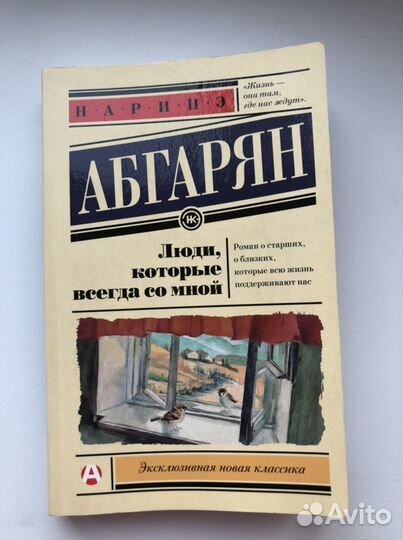 НАРИНЭ
«Жизнь —
она там,
где нас ждут».
АБГАРЯН
НК
Люди,
которые
всегда со мной
Роман о старших,
о близких,
которые всю жизнь
поддерживают нас
А
Эксклюзивная новая классика
Avito